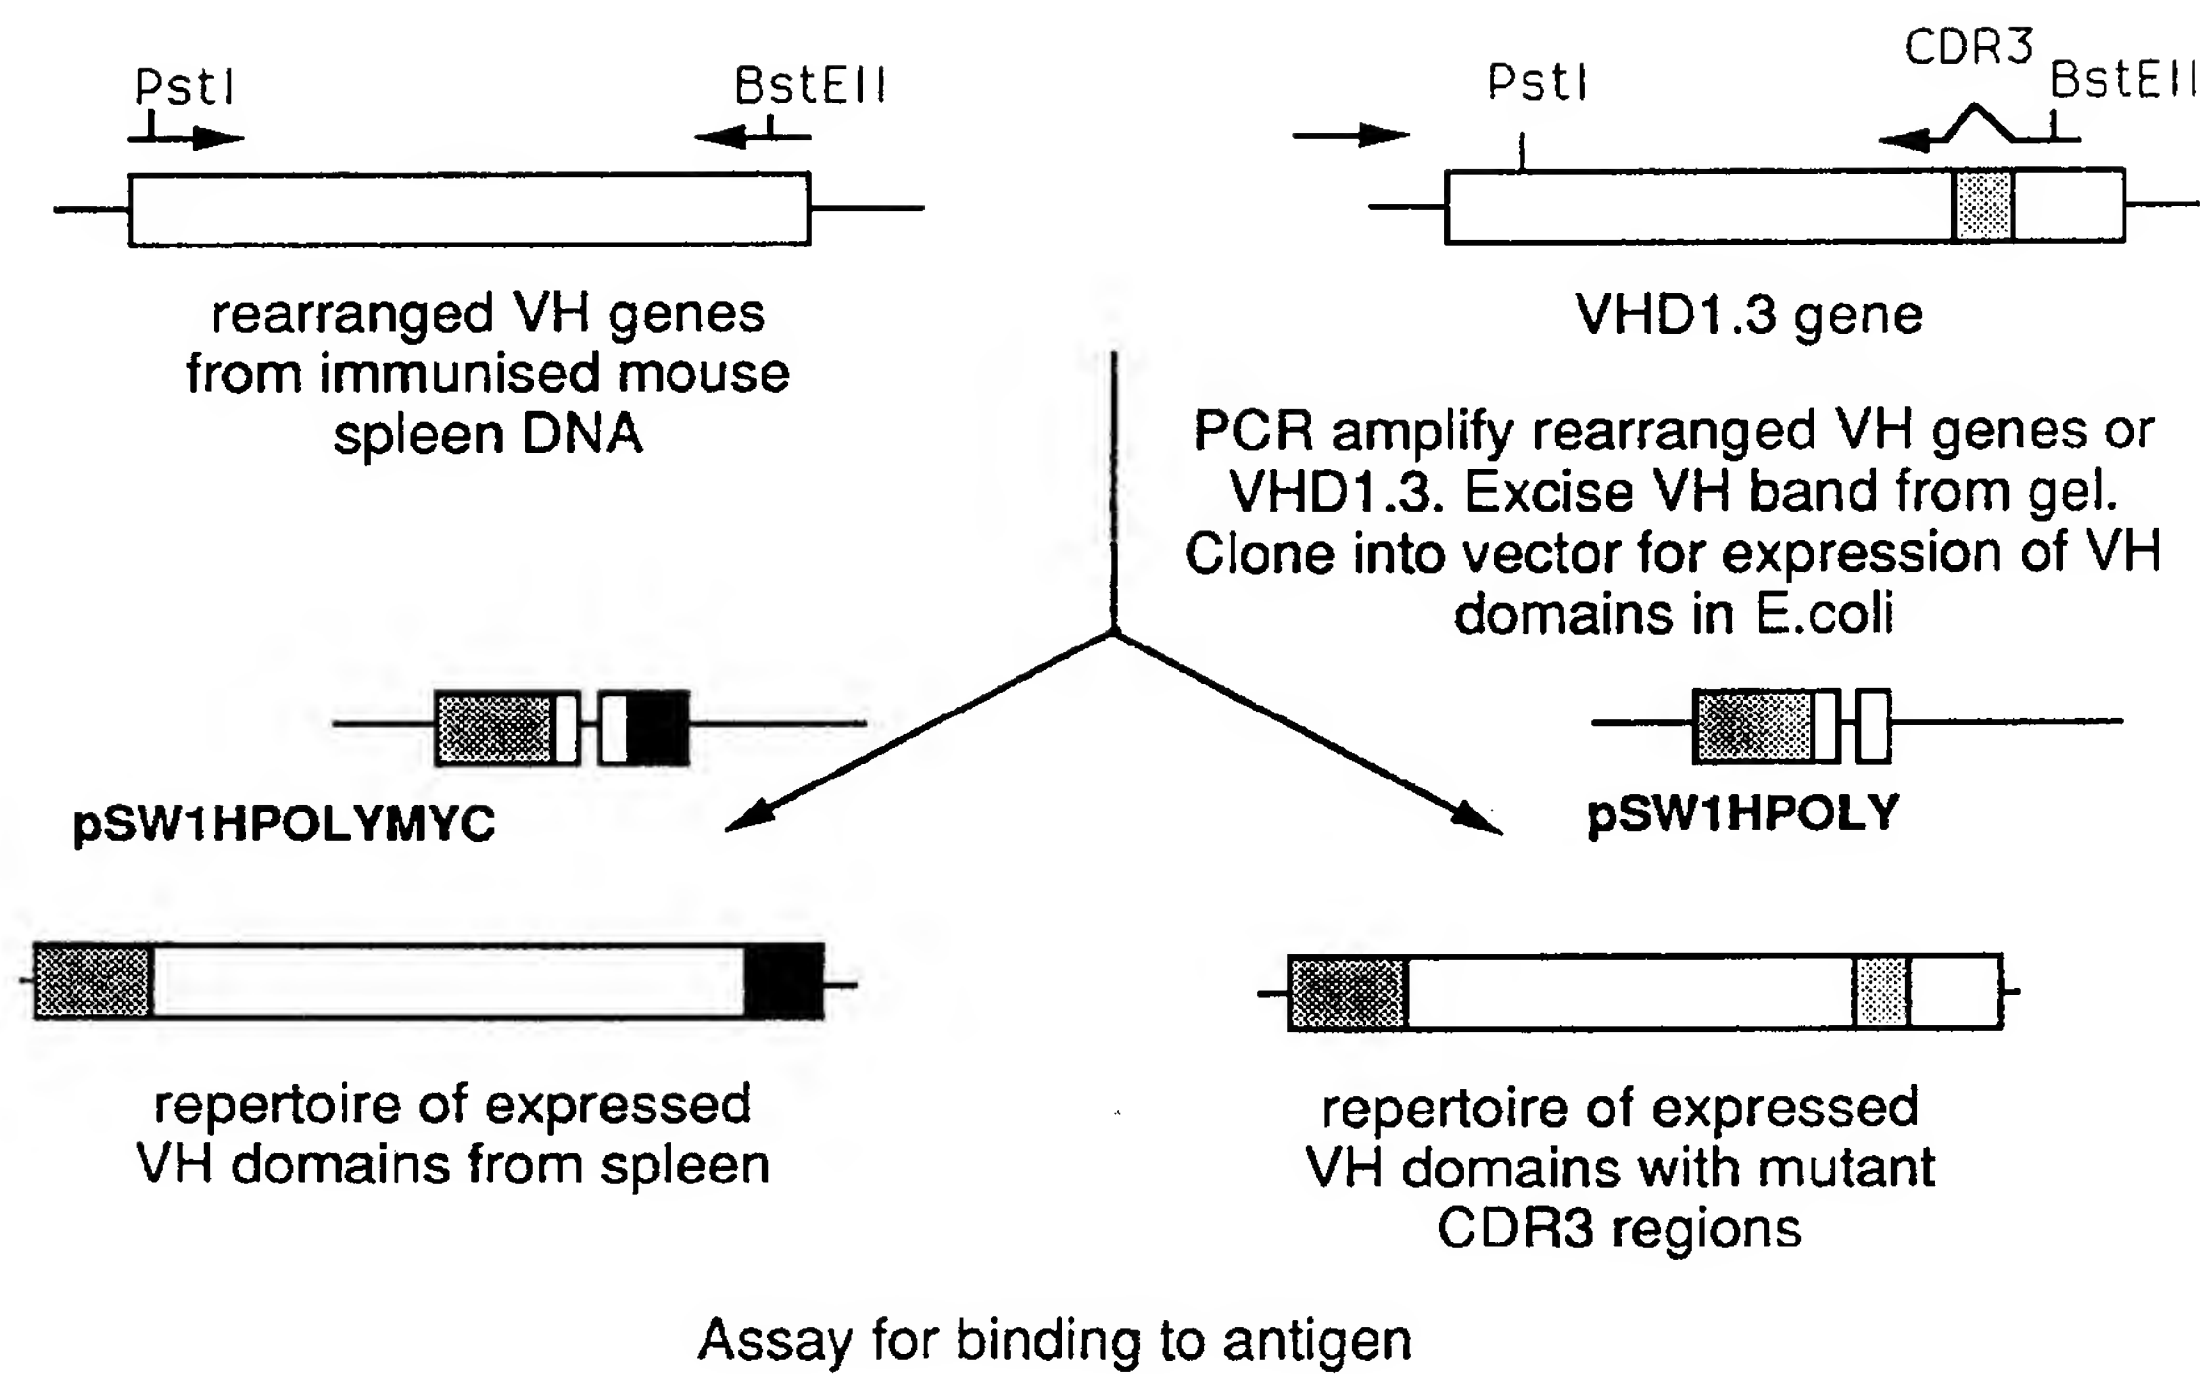 PstI
BstEII
rearranged VH genes
from immunised mouse
spleen DNA
PstI
CDR3
BstEII
VHD1.3 gene
PCR amplify rearranged VH genes or
VHD1.3. Excise VH band from gel.
Clone into vector for expression of VH
domains in E.coli
pSW1HPOLYMYC
pSW1HPOLY
repertoire of expressed
VH domains from spleen
repertoire of expressed
VH domains with mutant
CDR3 regions
Assay for binding to antigen